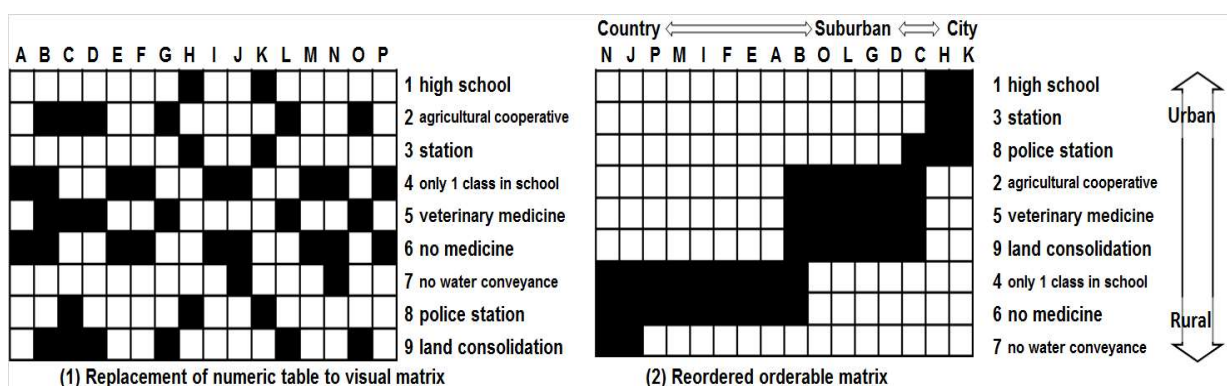 Country Suburban City
A B C D E F G H I J K L M N O P
N J P M I F E A B O L G D C H K
1 high school
2 agricultural cooperative
3 station
4 only 1 class in school
5 veterinary medicine
6 no medicine
7 no water conveyance
8 police station
9 land consolidation
1 high school
3 station
8 police station
2 agricultural cooperative
5 veterinary medicine
9 land consolidation
4 only 1 class in school
6 no medicine
7 no water conveyance
Urban
Rural
(1) Replacement of numeric table to visual matrix
(2) Reordered orderable matrix